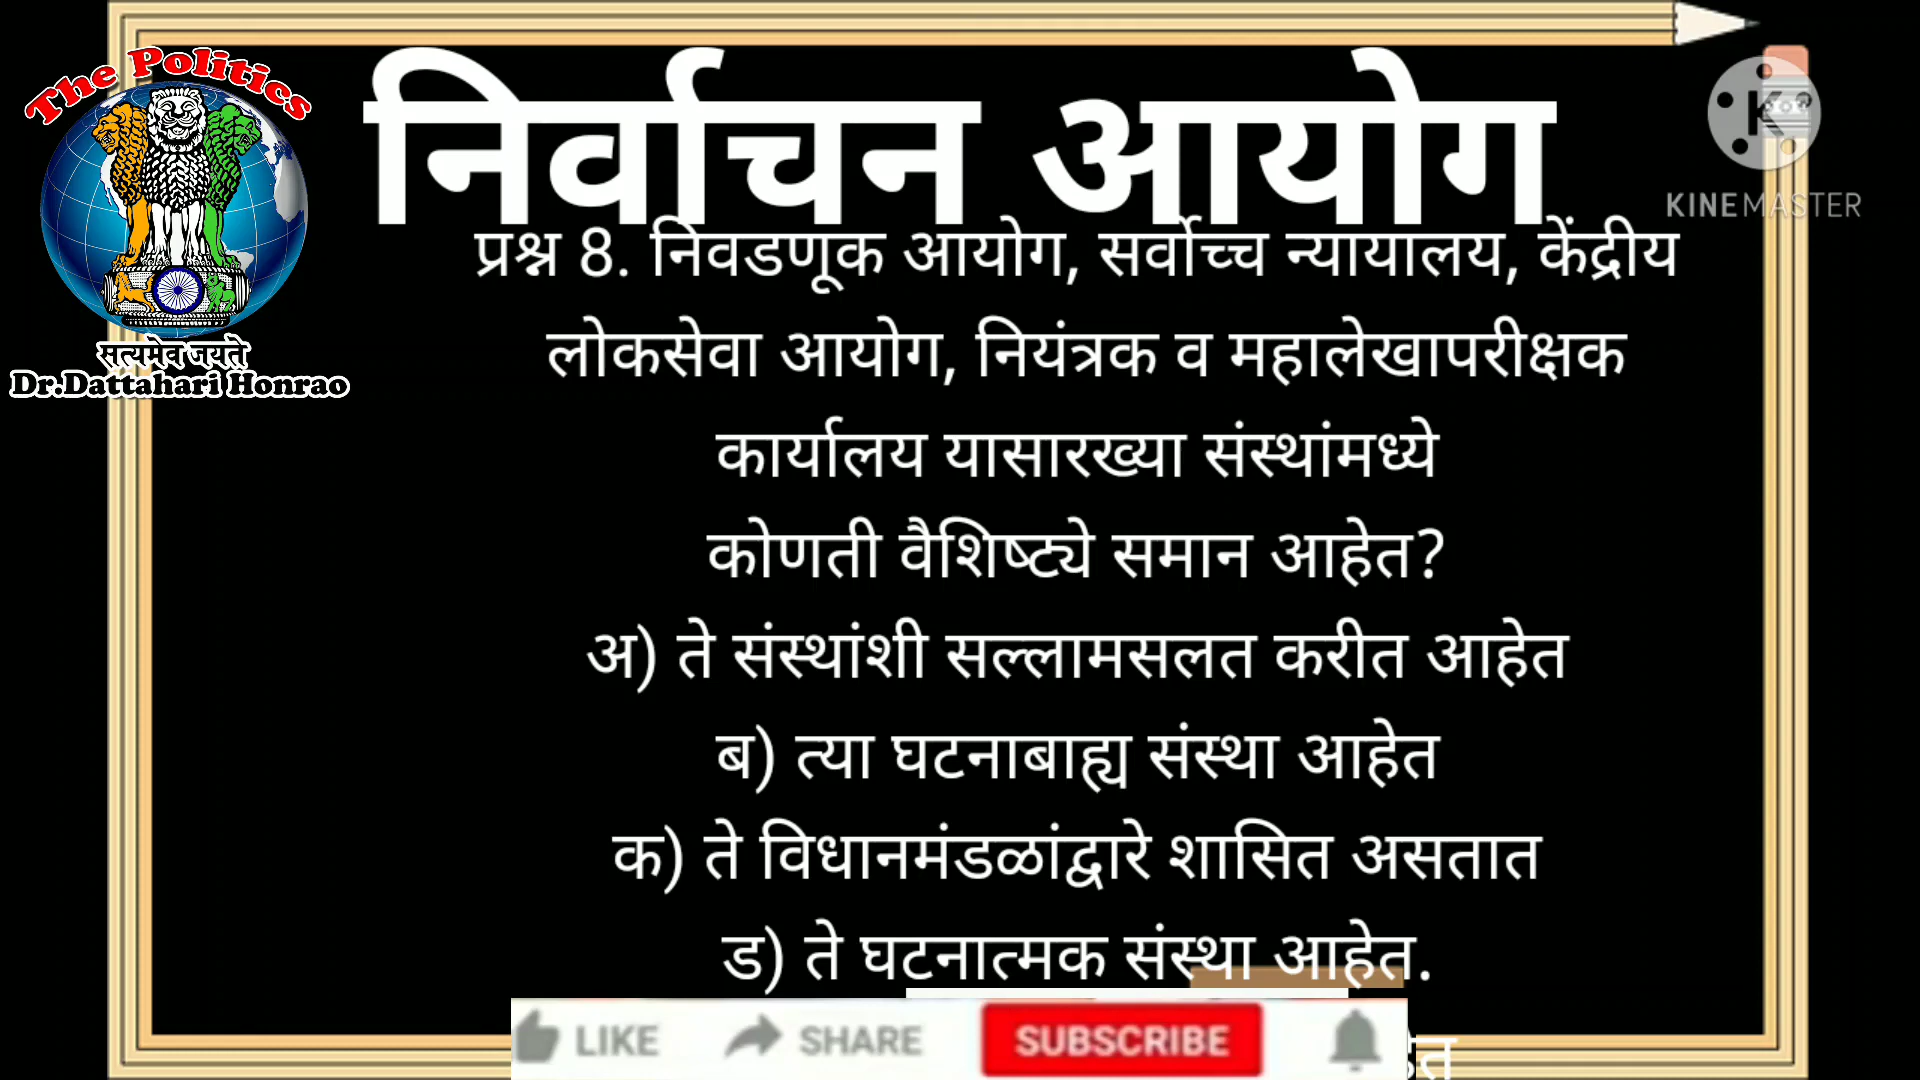 The Politics
सत्यमेव जयते
Dr.Dattahari Honrao
निर्वाचन आयोग
KINEMASTER
प्रश्न 8. निवडणूक आयोग, सर्वोच्च न्यायालय, केंद्रीय
लोकसेवा आयोग, नियंत्रक व महालेखापरीक्षक
कार्यालय यासारख्या संस्थांमध्ये
कोणती वैशिष्ट्ये समान आहेत?
अ) ते संस्थांशी सल्लामसलत करीत आहेत
ब) त्या घटनाबाह्य संस्था आहेत
क) ते विधानमंडळांद्वारे शासित असतात
ड) ते घटनात्मक संस्था आहेत.
LIKE SHARE SUBSCRIBE